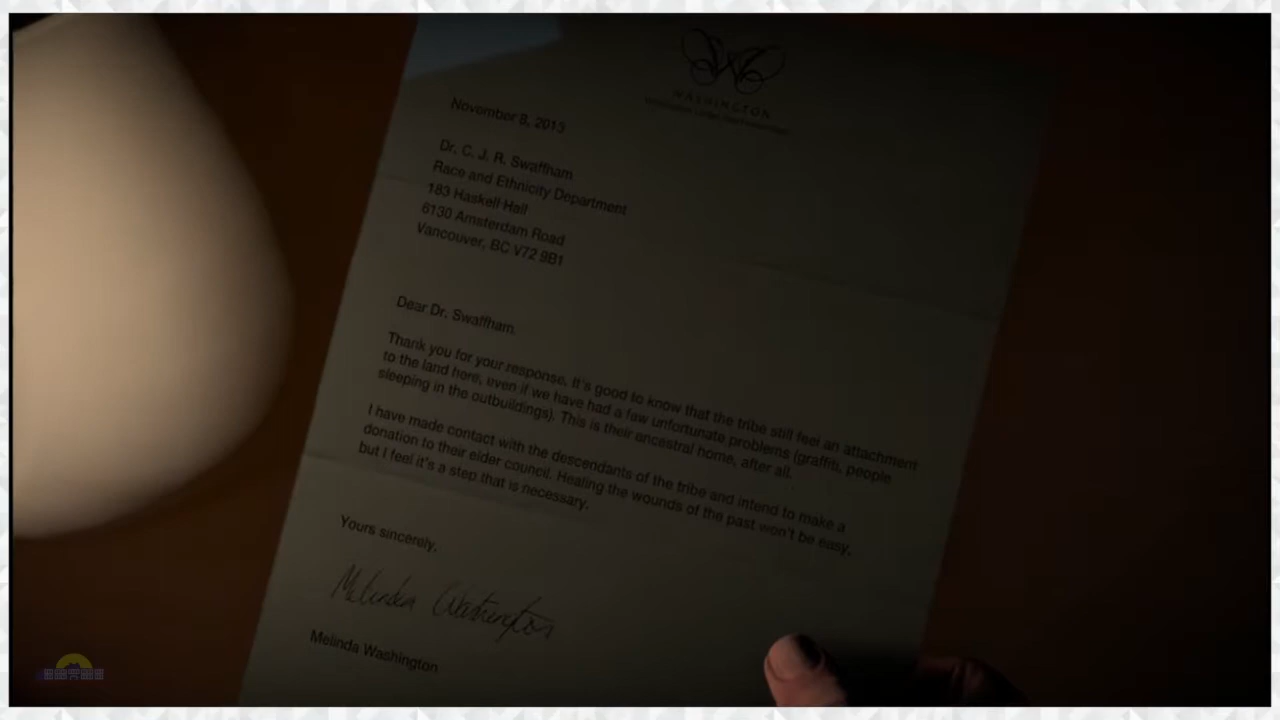 WASHINGTON
November 8, 2013
Dr. C. J. R. Swaffham
Race and Ethnicity Department
183 Haskell Hall
6130 Amsterdam Road
Vancouver, BC V72 9B1
Dear Dr. Swaffham.
Thank you for your response. It's good to know that the tribe still feel an attachment
to the land here, even if we have had a few unfortunate problems (graffiti, people
sleeping in the outbuildings). This is their ancestral home, after all.
I have made contact with the descendants of the tribe and intend to make a
donation to their elder council. Healing the wounds of the past won't be easy,
but I feel it's a step that is necessary.
Yours sincerely,
Melinda Washington
Melinda Washington